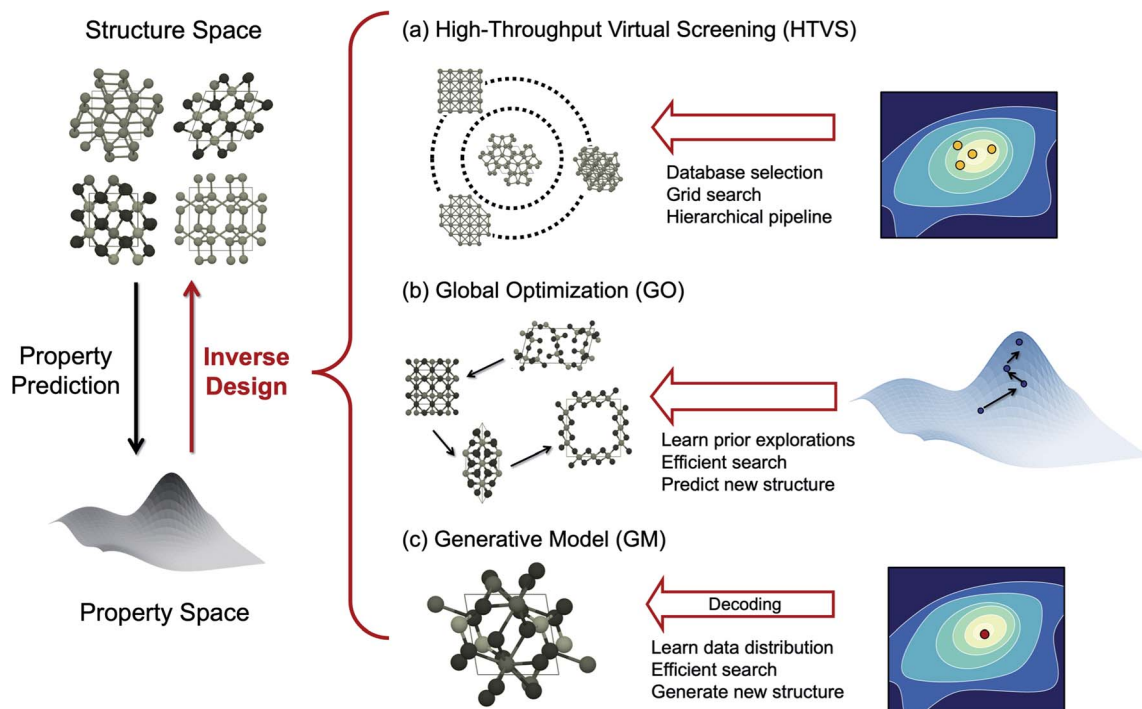 Structure Space
Property
Prediction
Inverse
Design
Property Space
(a) High-Throughput Virtual Screening (HTVS)
Database selection
Grid search
Hierarchical pipeline
(b) Global Optimization (GO)
Learn prior explorations
Efficient search
Predict new structure
(c) Generative Model (GM)
Decoding
Learn data distribution
Efficient search
Generate new structure